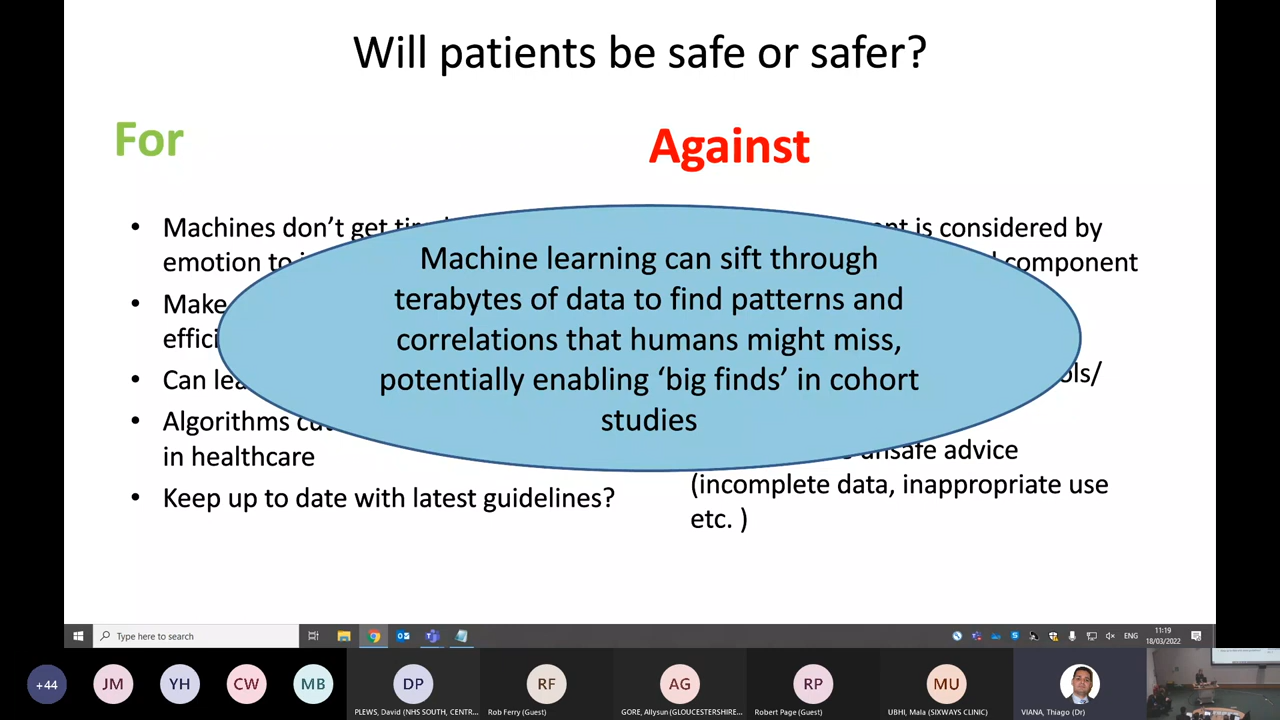 Will patients be safe or safer?
For
Against
• Machines don't get
emotion to
• Make
effici
• Can lea
• Algorithms
in healthcare
• Keep up to date with latest guidelines?
is considered by
component
ols/
unsafe advice
(incomplete data, inappropriate use
etc. )
Machine learning can sift through
terabytes of data to find patterns and
correlations that humans might miss,
potentially enabling ‘big finds’ in cohort
studies
Type here to search
ENG
11:19
18/03/2022
+44
JM
YH
CW
MB
DP
PLEWS, David (NHS SOUTH, CENTR...
RF
Rob Ferry (Guest)
AG
GORE, Allysun (GLOUCESTERSHIRE...
RP
Robert Page (Guest)
MU
UBHI, Mala (SIXWAYS CLINIC)
VIANA, Thiago (Dr)